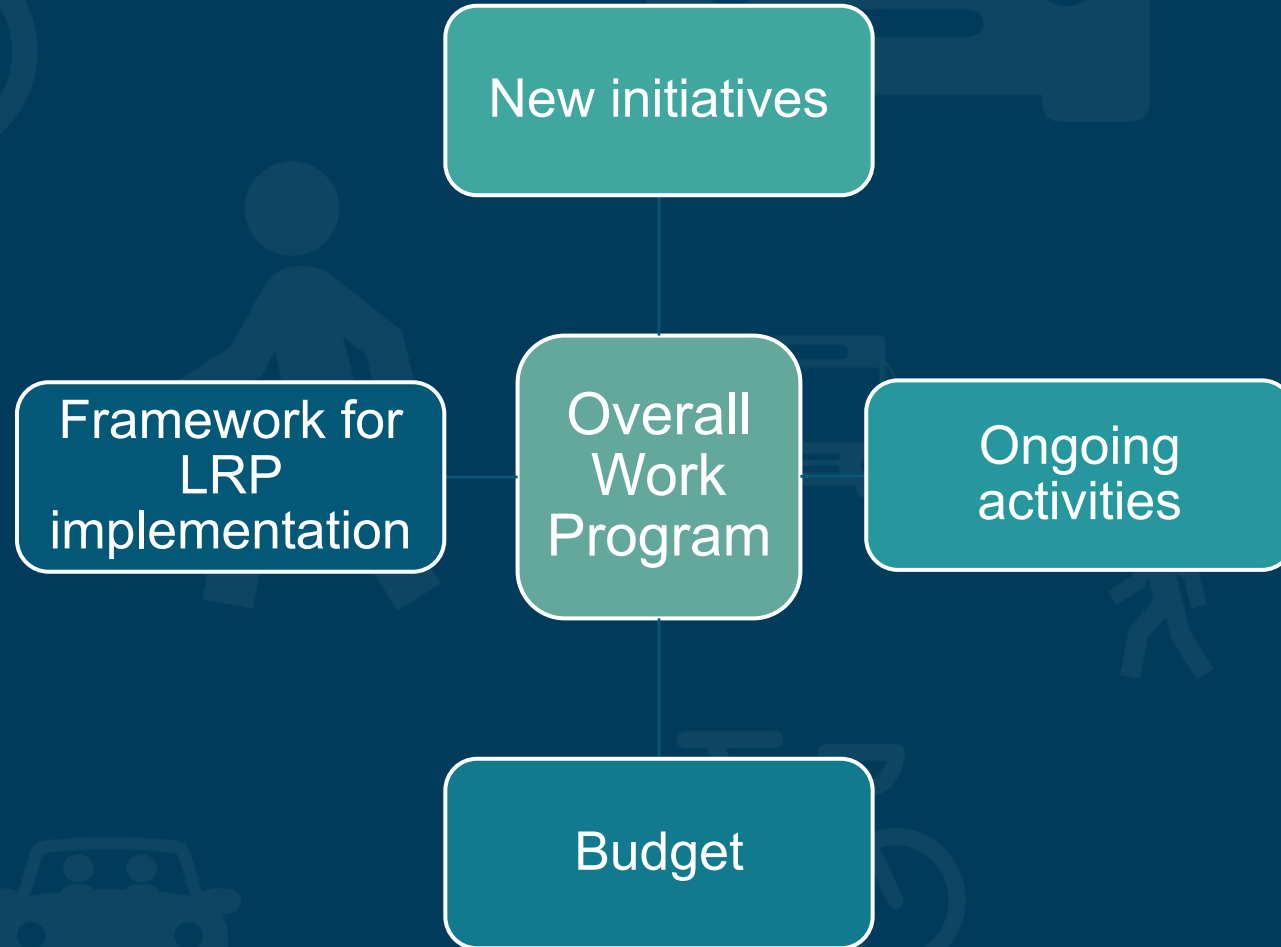 New initiatives
Framework for
LRP
implementation
Overall
Work
Program
Ongoing
activities
Budget